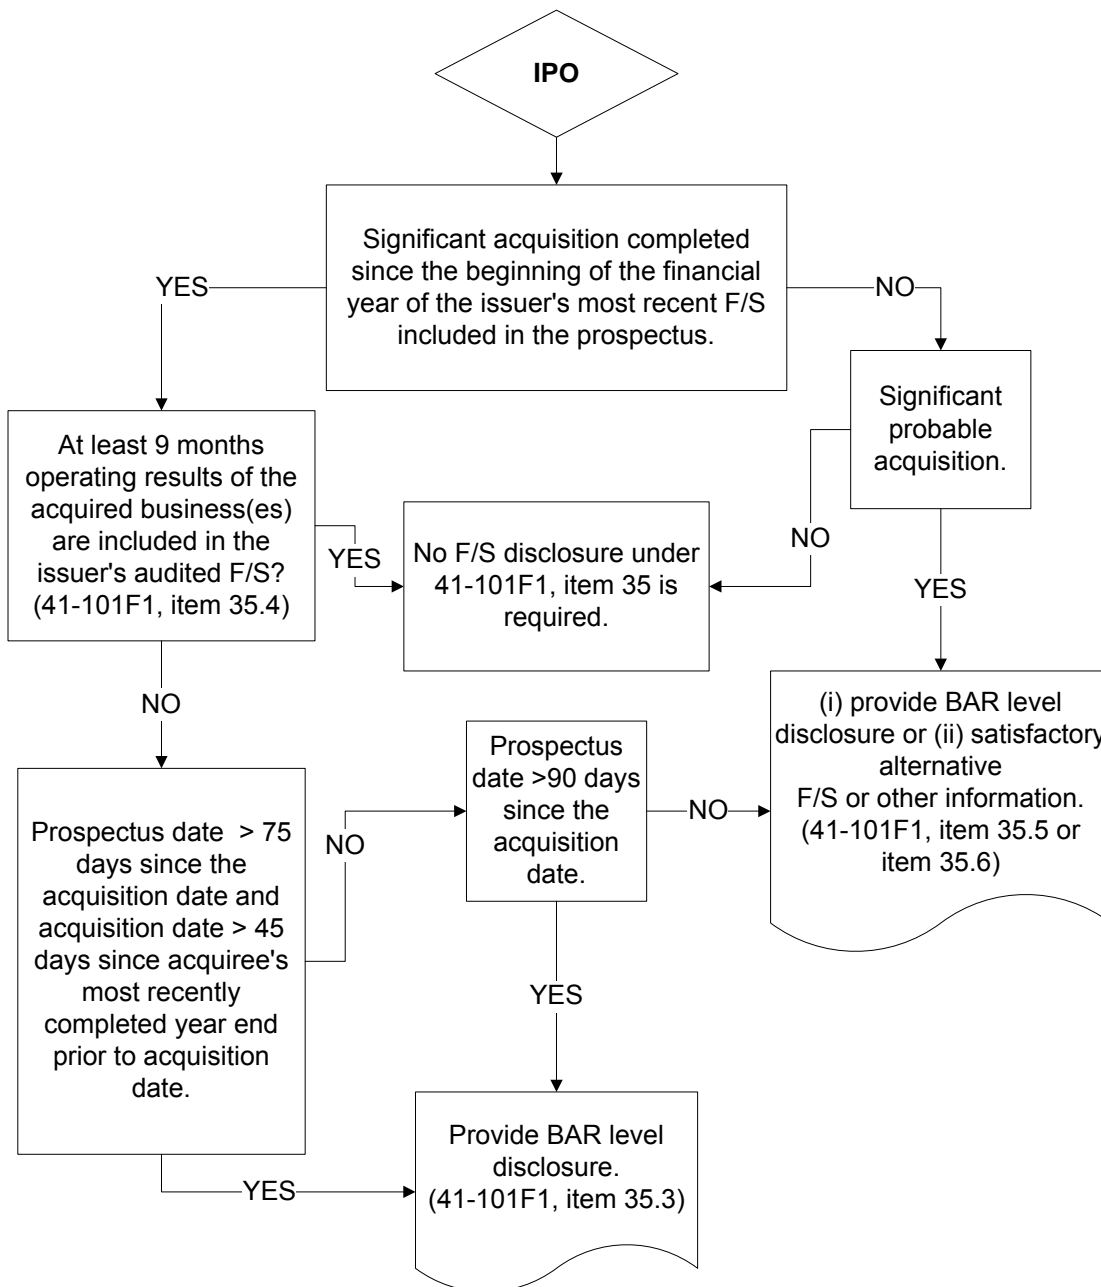 IPO
Significant acquisition completed
since the beginning of the financial
year of the issuer's most recent F/S
included in the prospectus.
YES
NO
At least 9 months
operating results of the
acquired business(es)
are included in the
issuer's audited F/S?
(41-101F1, item 35.4)
Significant
probable
acquisition.
YES
No F/S disclosure under
41-101F1, item 35 is
required.
NO
YES
NO
Prospectus date  > 75
days since the
acquisition date and
acquisition date > 45
days since acquiree's
most recently
completed year end
prior to acquisition
date.
NO
Prospectus
date >90 days
since the
acquisition
date.
NO
(i) provide BAR level
disclosure or (ii) satisfactory
alternative
F/S or other information.
(41-101F1, item 35.5 or
item 35.6)
YES
YES
Provide BAR level
disclosure.
(41-101F1, item 35.3)